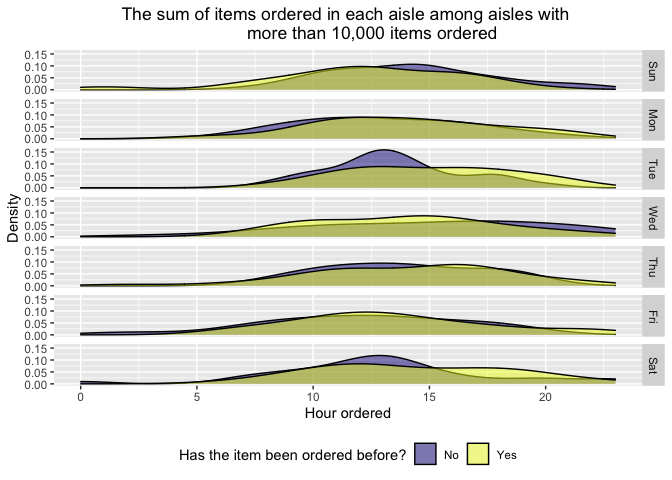 The sum of items ordered in each aisle among aisles with
more than 10,000 items ordered
Density
0.15
0.10
0.05
0.00
Sun
0.15
0.10
0.05
0.00
Mon
0.15
0.10
0.05
0.00
Tue
0.15
0.10
0.05
0.00
Wed
0.15
0.10
0.05
0.00
Thu
0.15
0.10
0.05
0.00
Fri
0.15
0.10
0.05
0.00
Sat
0 5 10 15 20
Hour ordered
Has the item been ordered before? No Yes